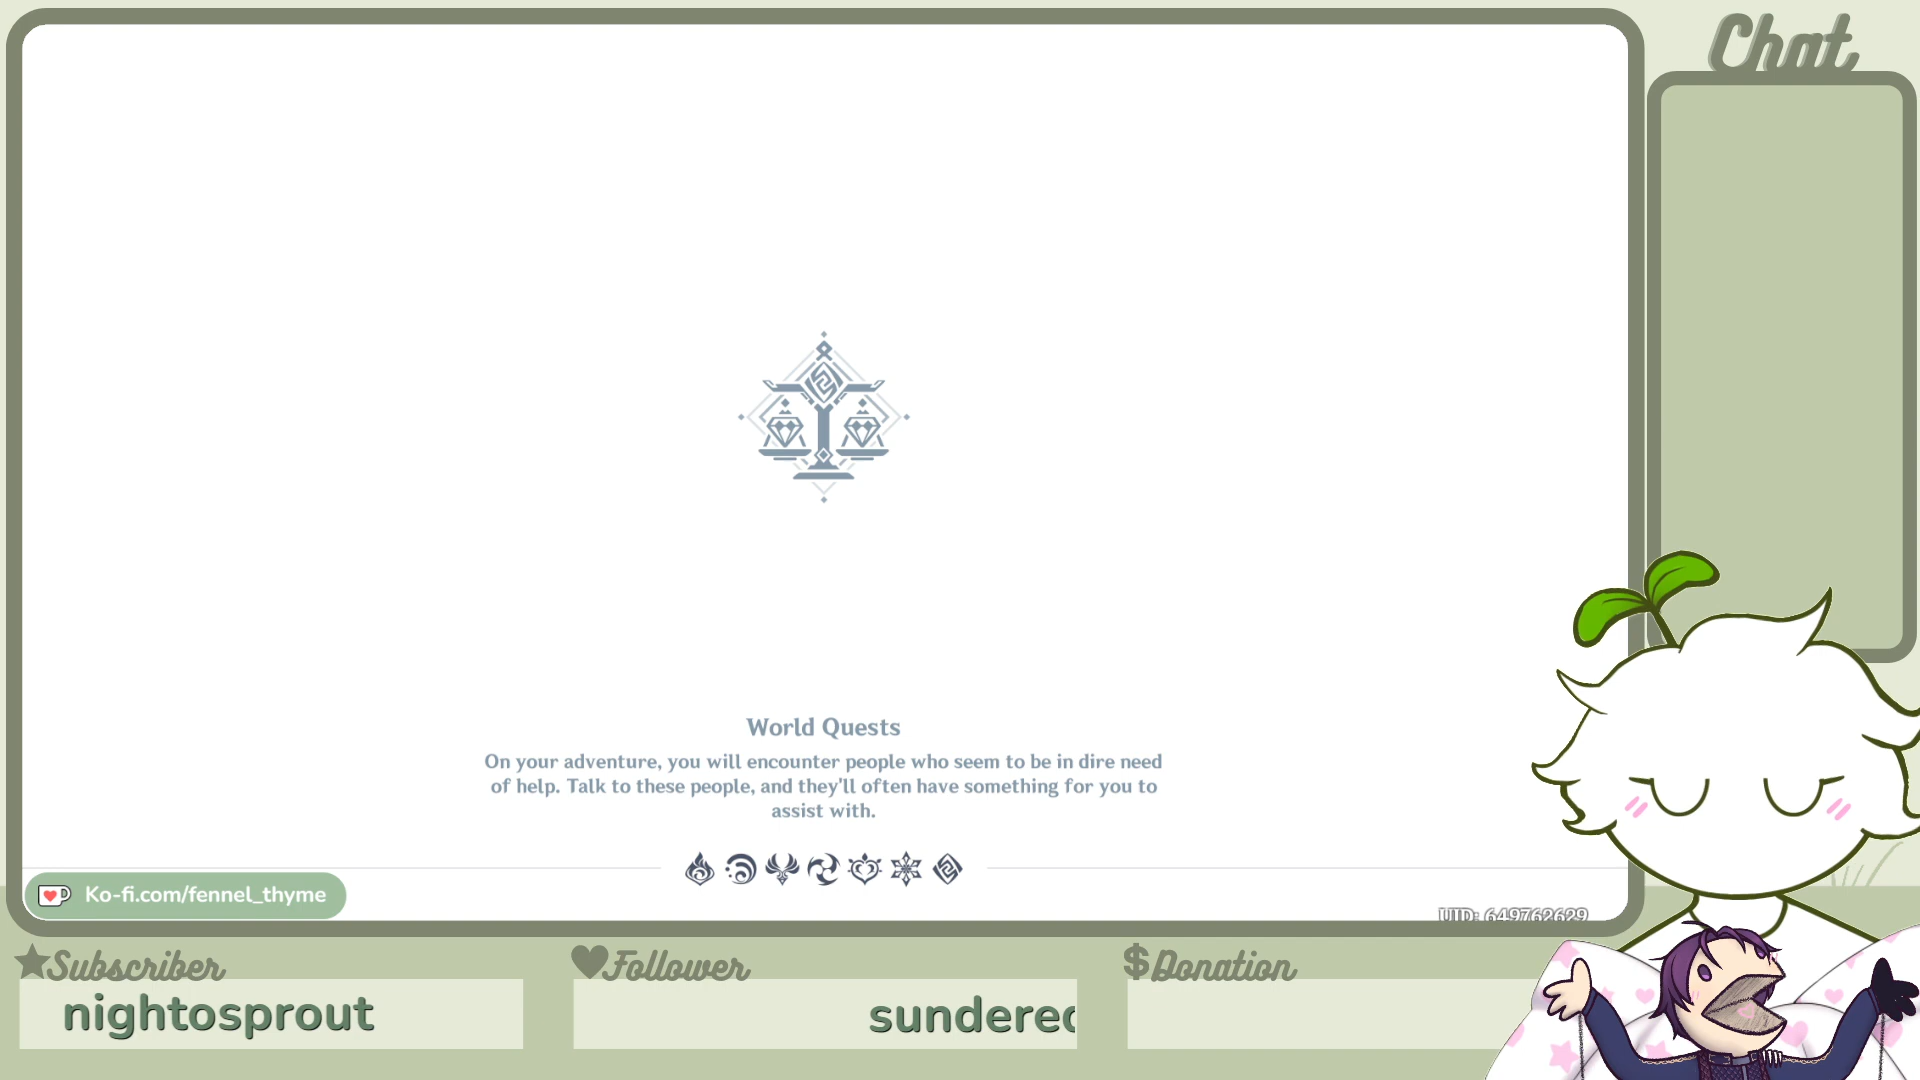 Chat
World Quests
On your adventure, you will encounter people who seem to be in dire need
of help. Talk to these people, and they'll often have something for you to
assist with.
Ko-fi.com/fennel_thyme
UID: 649762629
Subscriber
Follower
$Donation
nightosprout
sundered